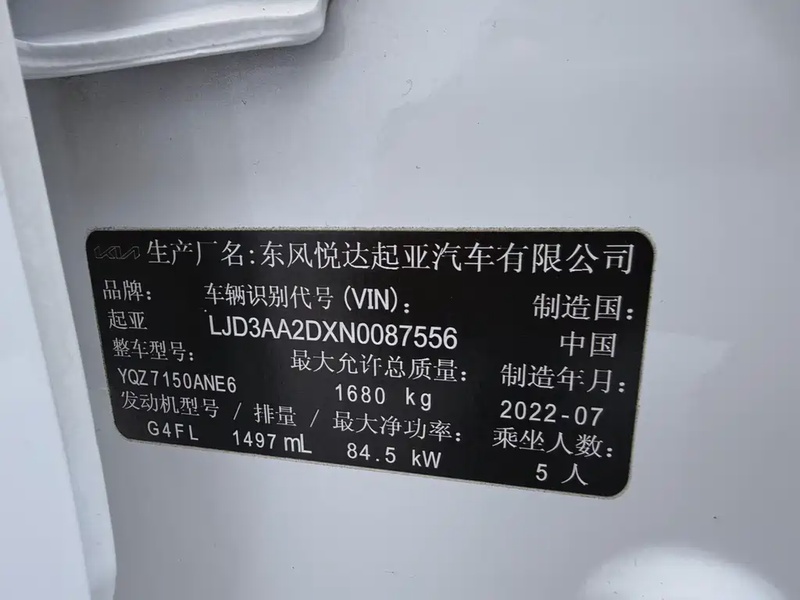 KIA 生产厂名:东风悦达起亚汽车有限公司
品牌: 车辆识别代号(VIN): 制造国:
起亚 LJD3AA2DXN0087556 中国
整车型号: 最大允许总质量: 制造年月:
YQZ7150ANE6 1680 kg 2022-07
发动机型号 / 排量 / 最大净功率: 乘坐人数:
G4FL 1497 mL 84.5 kW 5 人